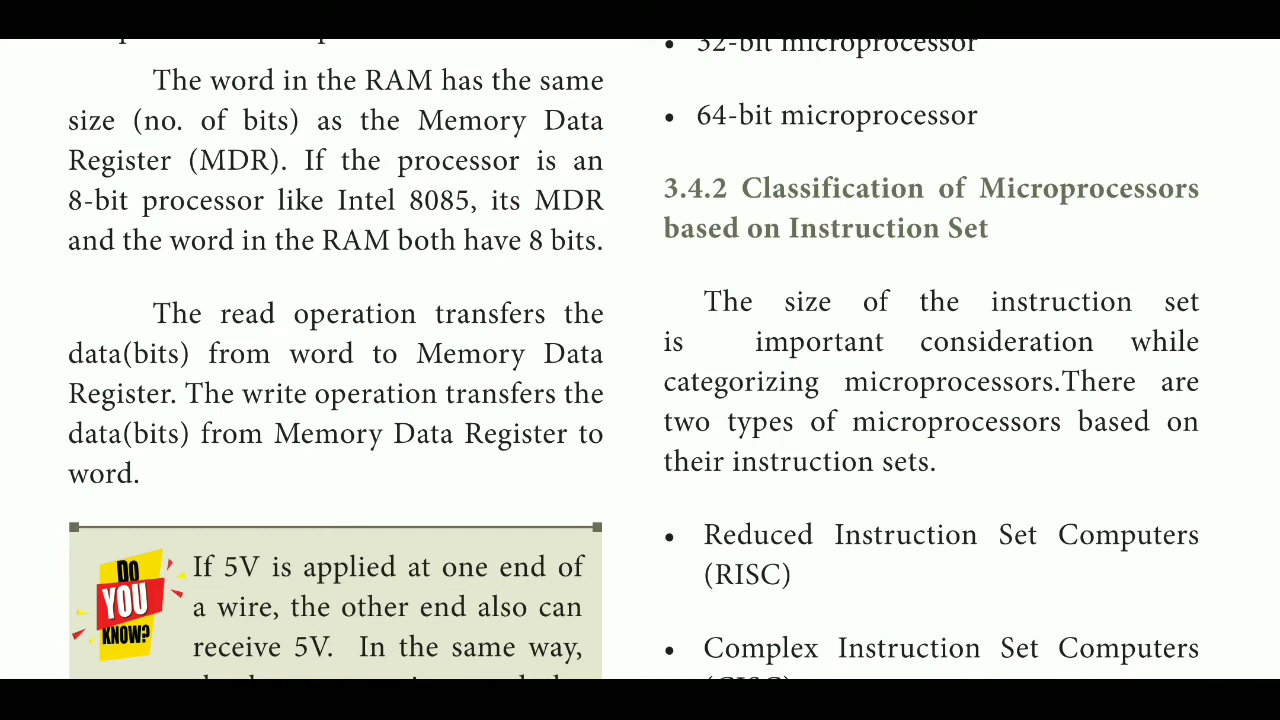 The word in the RAM has the same
size (no. of bits) as the Memory Data
Register (MDR). If the processor is an
8-bit processor like Intel 8085, its MDR
and the word in the RAM both have 8 bits.
The read operation transfers the
data(bits) from word to Memory Data
Register. The write operation transfers the
data(bits) from Memory Data Register to
word.
DO
YOU
KNOW?
If 5V is applied at one end of
a wire, the other end also can
receive 5V. In the same way,
• 32-bit microprocessor
• 64-bit microprocessor
3.4.2 Classification of Microprocessors
based on Instruction Set
The size of the instruction set
is important consideration while
categorizing microprocessors.There are
two types of microprocessors based on
their instruction sets.
• Reduced Instruction Set Computers
(RISC)
• Complex Instruction Set Computers
(CISC)